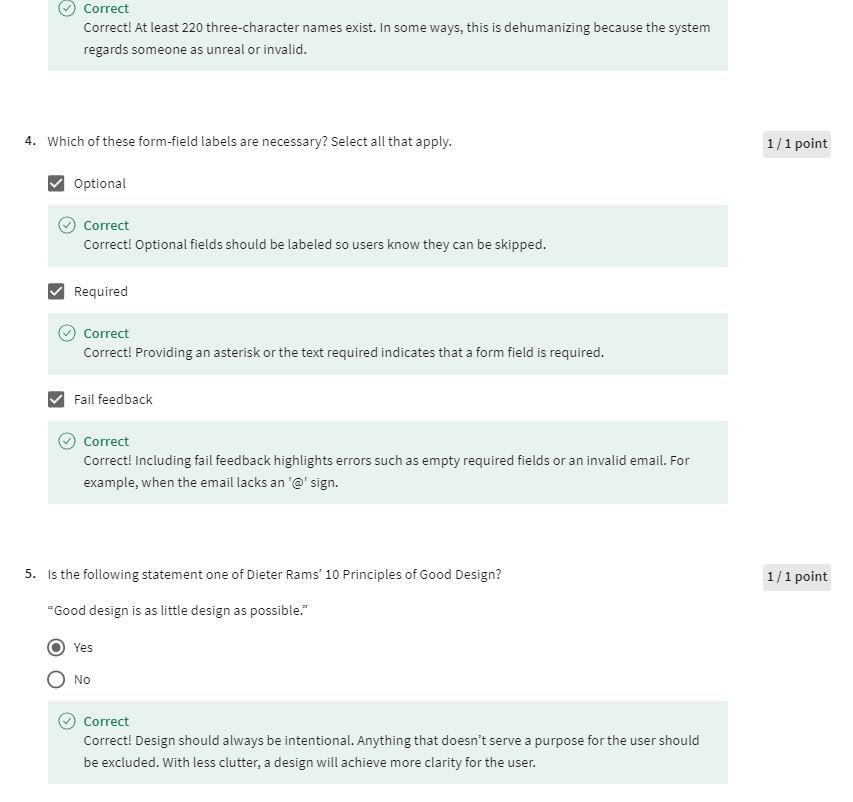 Correct
Correct! At least 220 three-character names exist. In some ways, this is dehumanizing because the system
regards someone as unreal or invalid.
4. Which of these form-field labels are necessary? Select all that apply.
1 / 1 point
Optional
Correct
Correct! Optional fields should be labeled so users know they can be skipped.
Required
Correct
Correct! Providing an asterisk or the text required indicates that a form field is required.
Fail feedback
Correct
Correct! Including fail feedback highlights errors such as empty required fields or an invalid email. For
example, when the email lacks an '@' sign.
5. Is the following statement one of Dieter Rams’ 10 Principles of Good Design?
1 / 1 point
“Good design is as little design as possible.”
Yes
No
Correct
Correct! Design should always be intentional. Anything that doesn’t serve a purpose for the user should
be excluded. With less clutter, a design will achieve more clarity for the user.